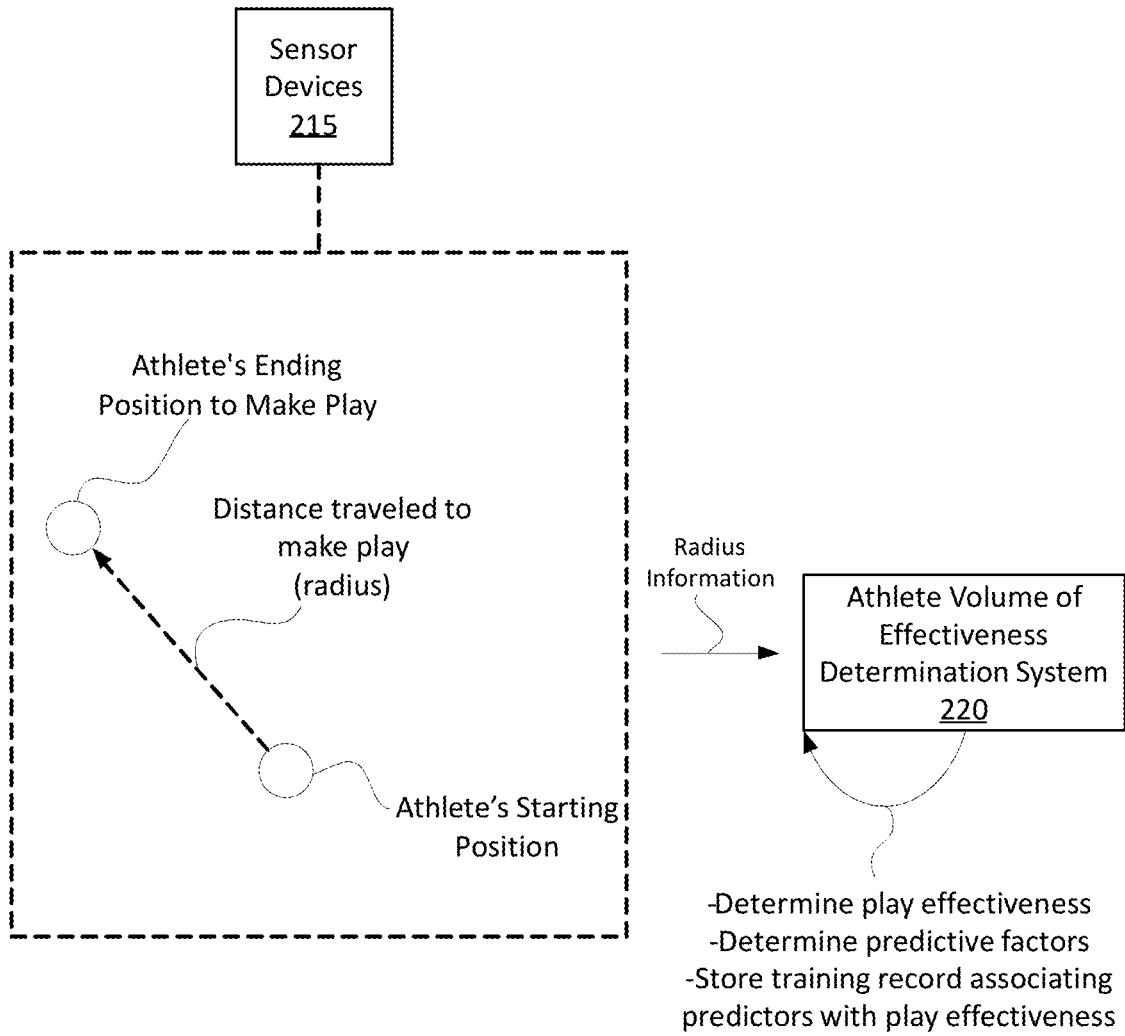 Sensor
Devices
215
Athlete's Ending
Position to Make Play
Distance traveled to
make play
(radius)
Athlete’s Starting
Position
Radius
Information
Athlete Volume of
Effectiveness
Determination System
220
-Determine play effectiveness
-Determine predictive factors
-Store training record associating
predictors with play effectiveness